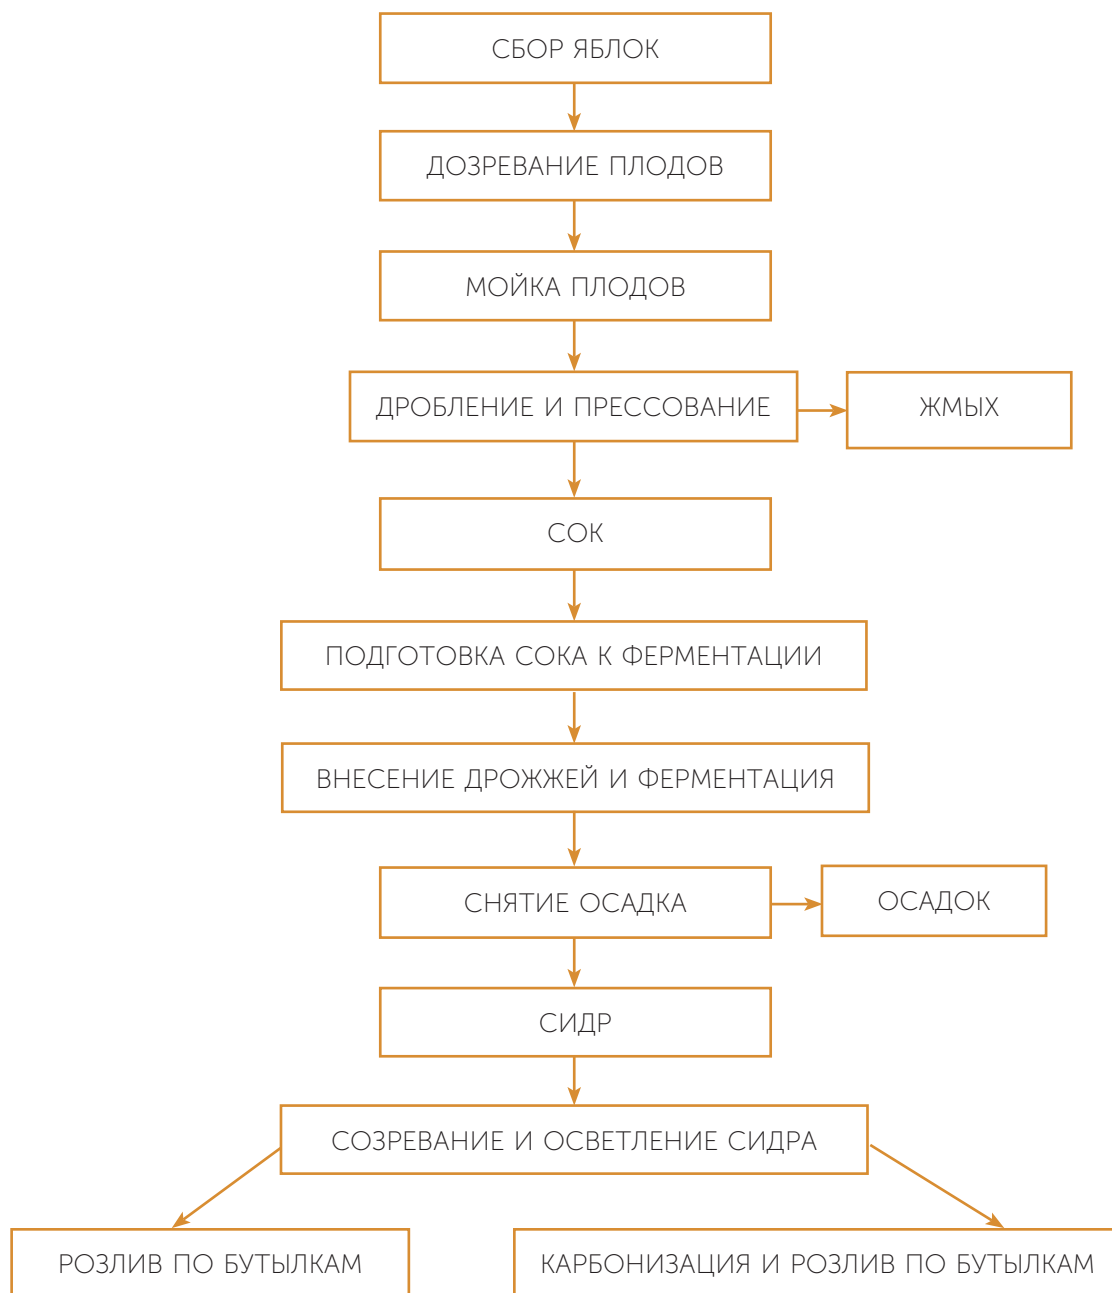 СБОР ЯБЛОК
ДОЗРЕВАНИЕ ПЛОДОВ
МОЙКА ПЛОДОВ
ДРОБЛЕНИЕ И ПРЕССОВАНИЕ
ЖМЫХ
СОК
ПОДГОТОВКА СОКА К ФЕРМЕНТАЦИИ
ВНЕСЕНИЕ ДРОЖЖЕЙ И ФЕРМЕНТАЦИЯ
СНЯТИЕ ОСАДКА
ОСАДОК
СИДР
СОЗРЕВАНИЕ И ОСВЕТЛЕНИЕ СИДРА
РОЗЛИВ ПО БУТЫЛКАМ
КАРБОНИЗАЦИЯ И РОЗЛИВ ПО БУТЫЛКАМ